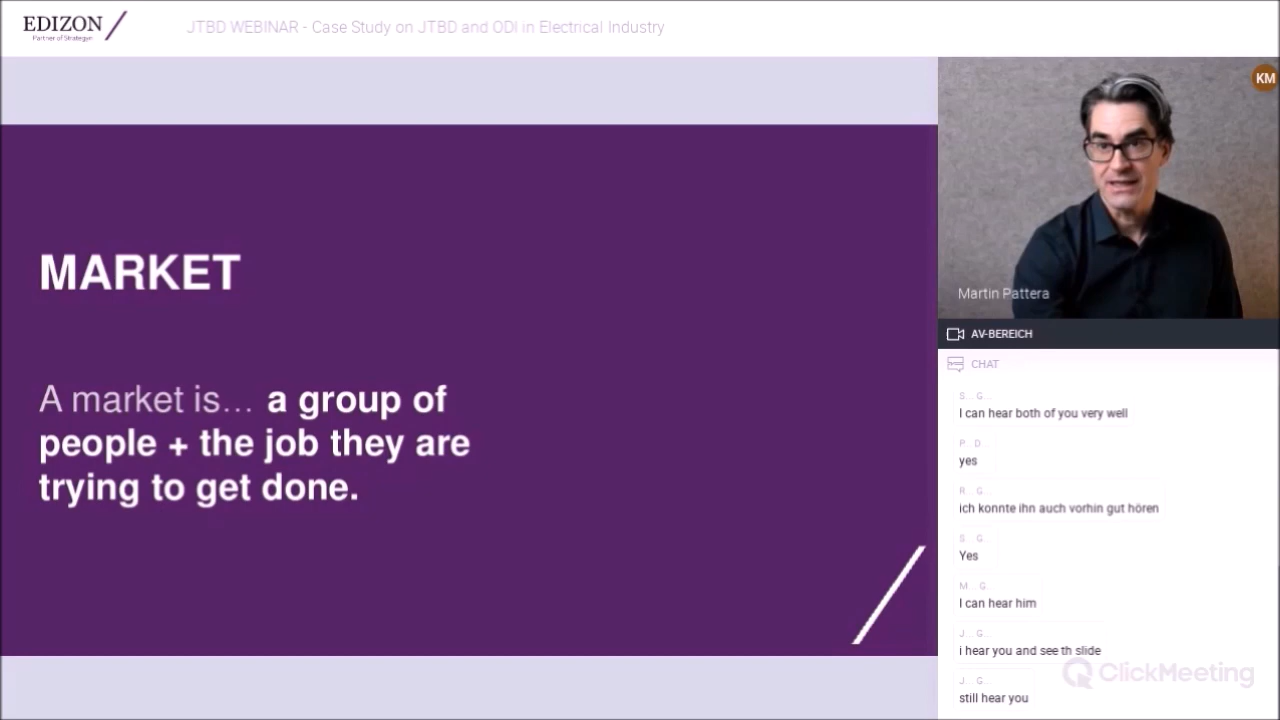 EDIZON
Partner of Strategyn
JTBD WEBINAR - Case Study on JTBD and ODI in Electrical Industry
MARKET
A market is... a group of
people + the job they are
trying to get done.
KM
Martin Pattera
AV-BEREICH
CHAT
S... G...
I can hear both of you very well
P... D...
yes
R... G...
ich konnte ihn auch vorhin gut hören
S... G...
Yes
M... G...
I can hear him
J... G...
i hear you and see th slide
J... G...
still hear you
ClickMeeting